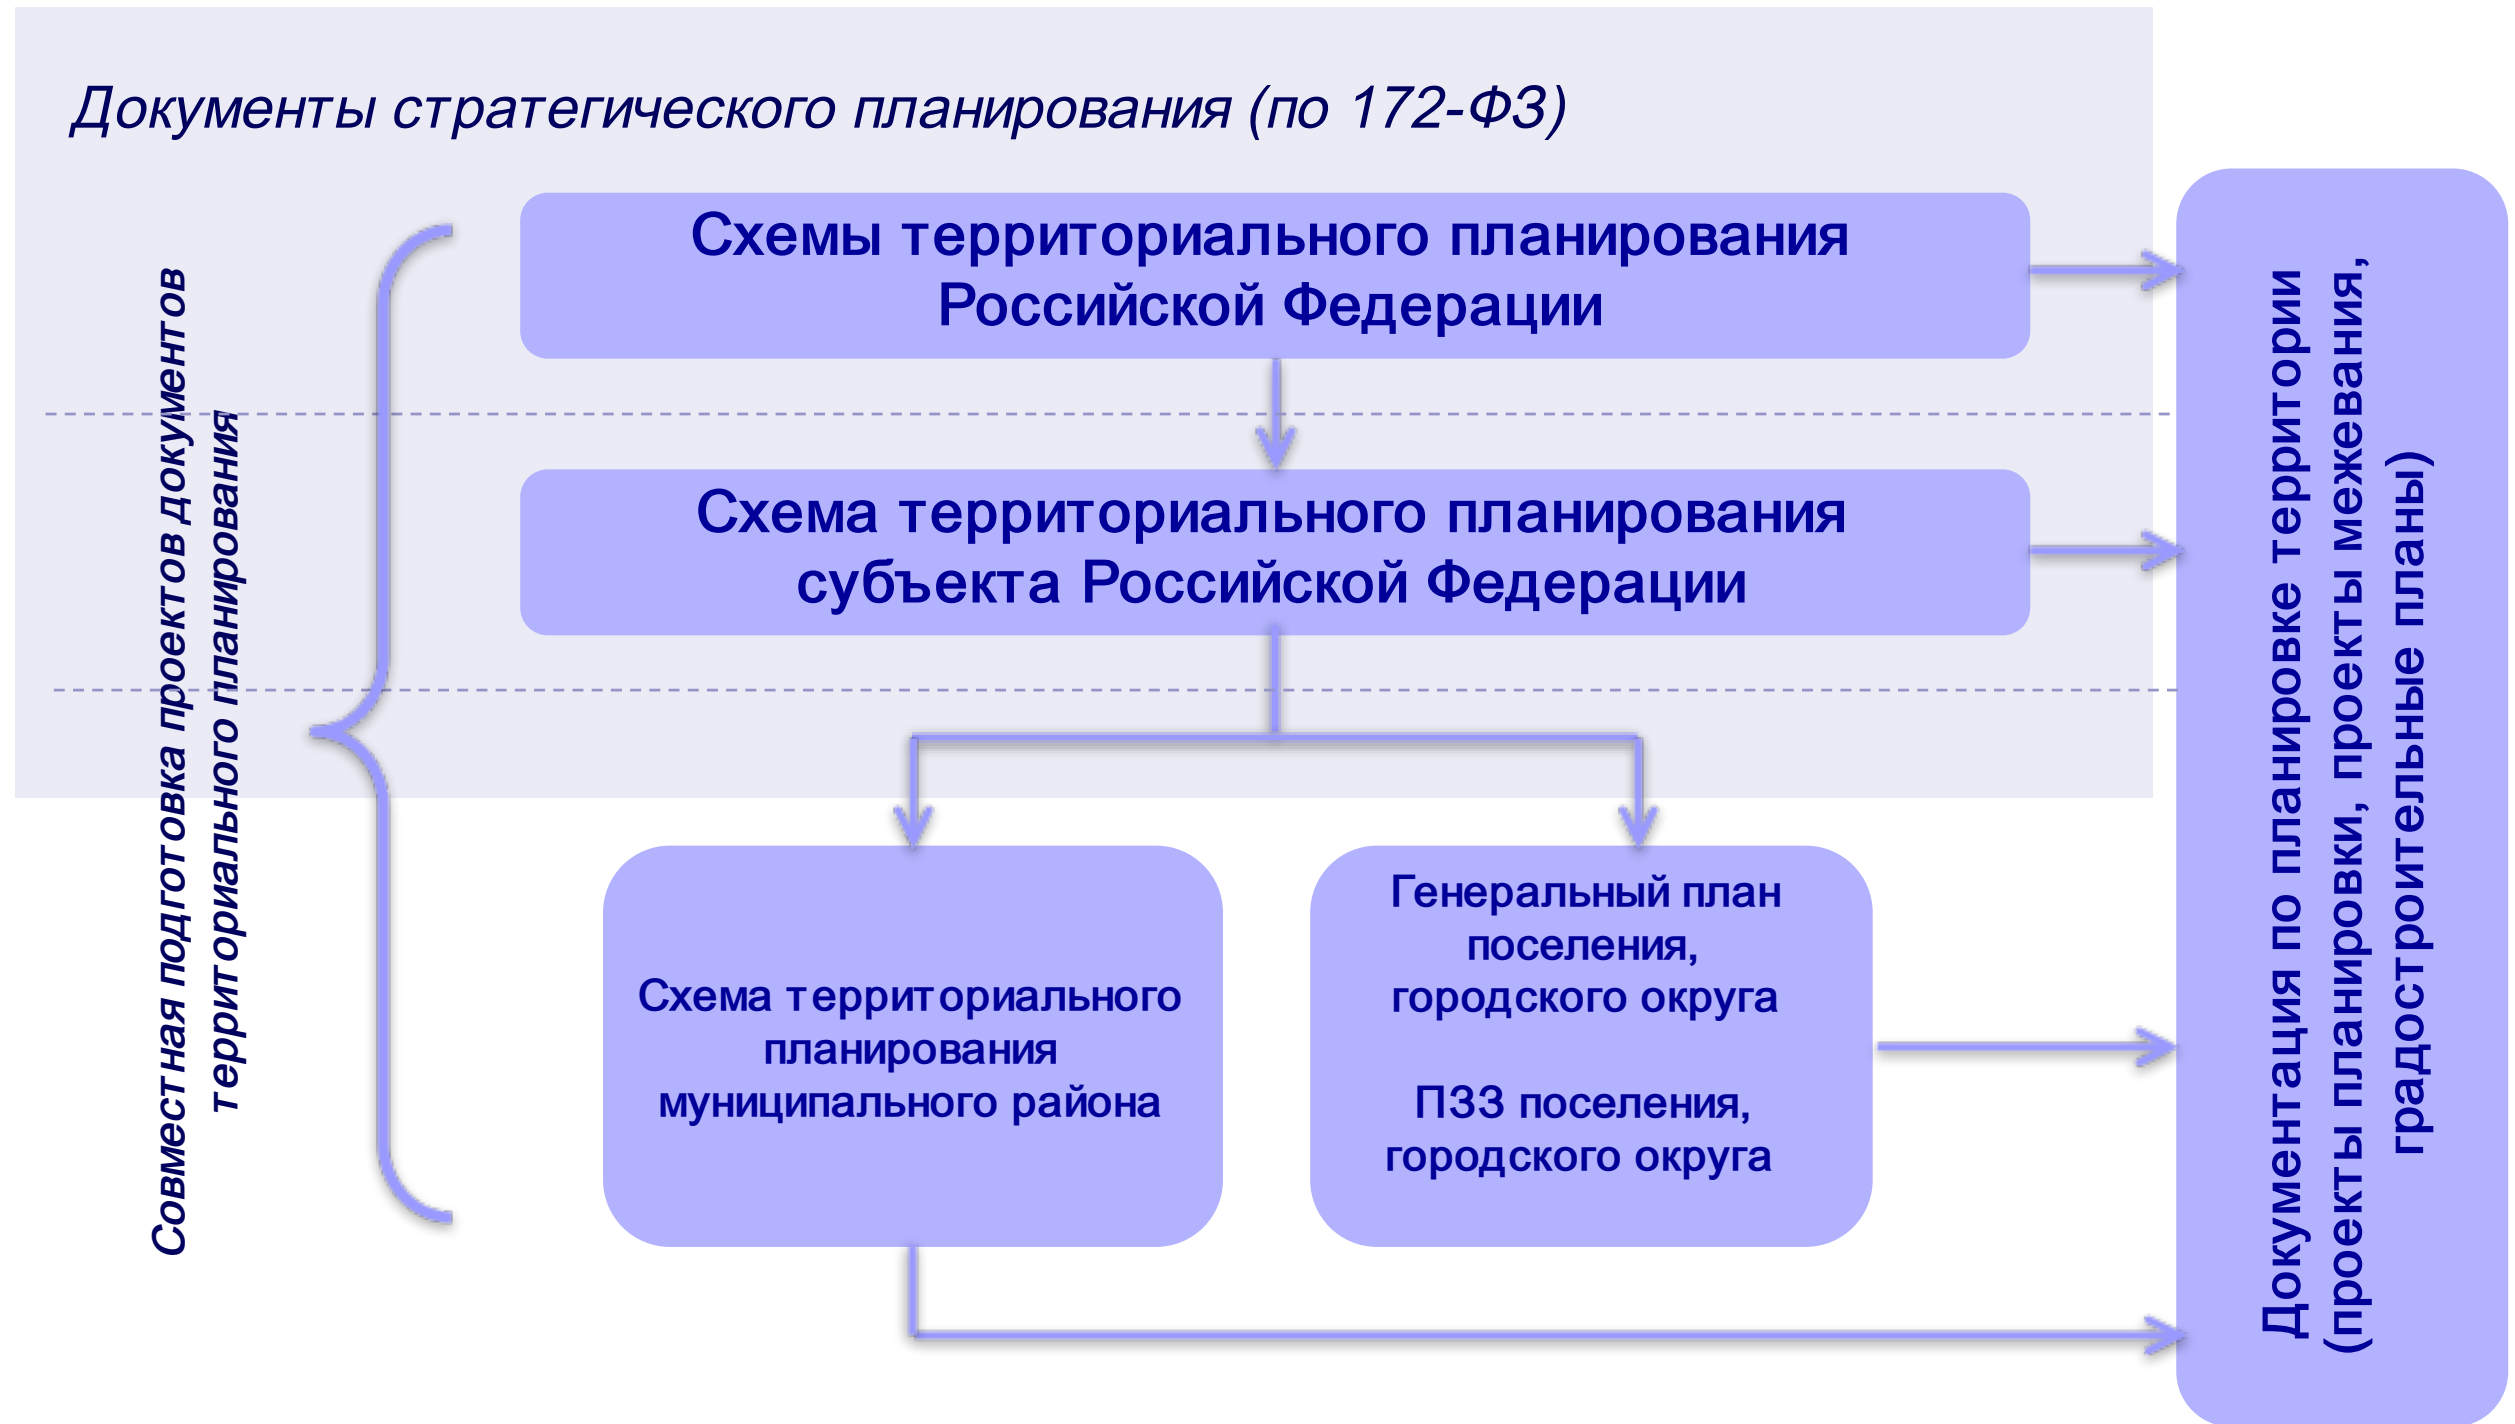 Документы стратегического планирования (по 172-ФЗ)
Совместная подготовка проектов документов
территориального планирования
Схемы территориального планирования
Российской Федерации
Схема территориального планирования
субъекта Российской Федерации
Схема территориального
планирования
муниципального района
Генеральный план
поселения,
городского округа
ПЗЗ поселения,
городского округа
Документация по планировке территории
(проекты планировки, проекты межевания,
градостроительные планы)